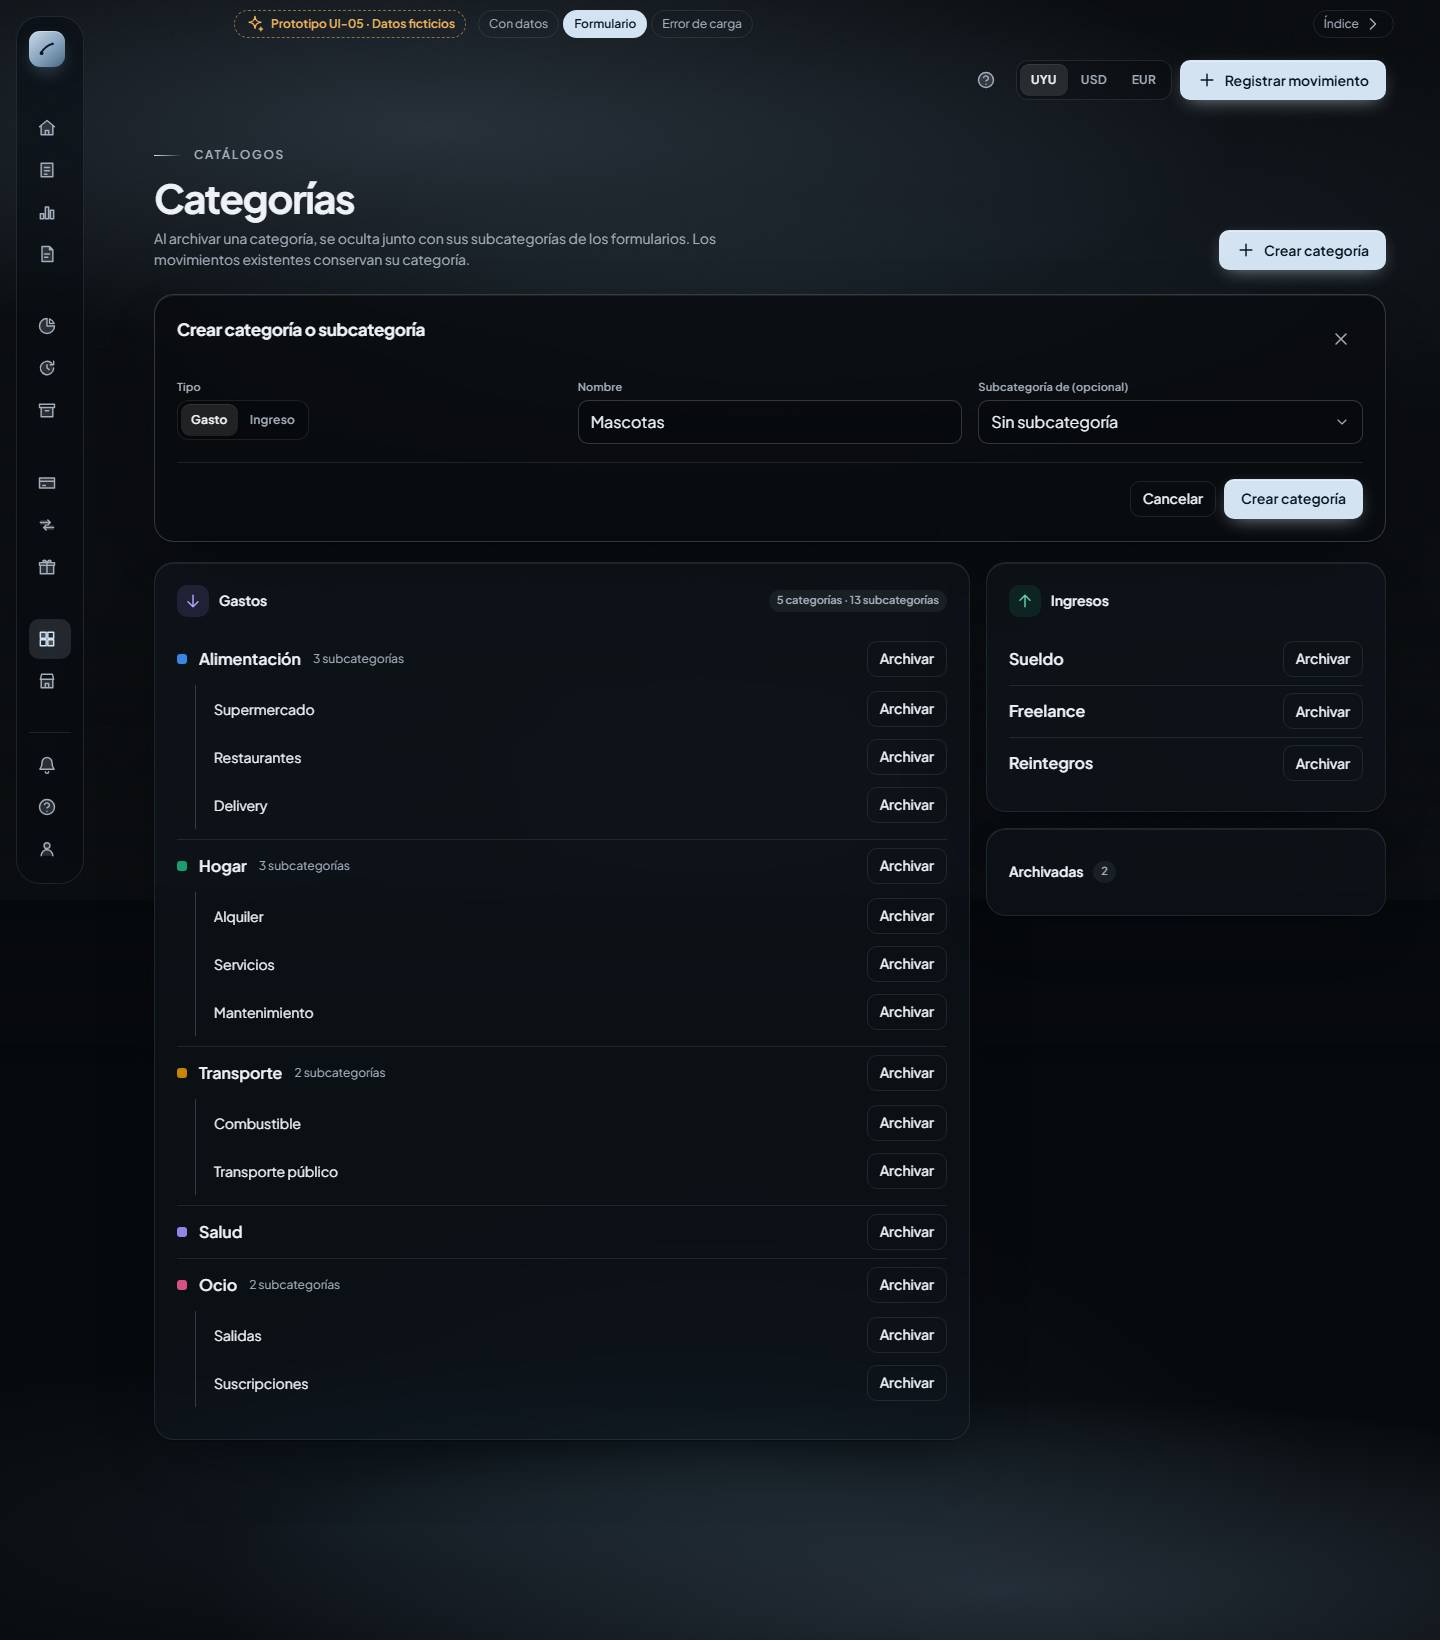 Prototipo UI-05 · Datos ficticios
Con datos
Formulario
Error de carga
Índice
UYU
USD
EUR
Registrar movimiento
CATÁLOGOS
Categorías
Al archivar una categoría, se oculta junto con sus subcategorías de los formularios. Los
movimientos existentes conservan su categoría.
Crear categoría
Crear categoría o subcategoría
Tipo
Gasto
Ingreso
Nombre
Mascotas
Subcategoría de (opcional)
Sin subcategoría
Cancelar
Crear categoría
Gastos
5 categorías · 13 subcategorías
Alimentación
3 subcategorías
Archivar
Supermercado
Archivar
Restaurantes
Archivar
Delivery
Archivar
Hogar
3 subcategorías
Archivar
Alquiler
Archivar
Servicios
Archivar
Mantenimiento
Archivar
Transporte
2 subcategorías
Archivar
Combustible
Archivar
Transporte público
Archivar
Salud
Archivar
Ocio
2 subcategorías
Archivar
Salidas
Archivar
Suscripciones
Archivar
Ingresos
Sueldo
Archivar
Freelance
Archivar
Reintegros
Archivar
Archivadas
2